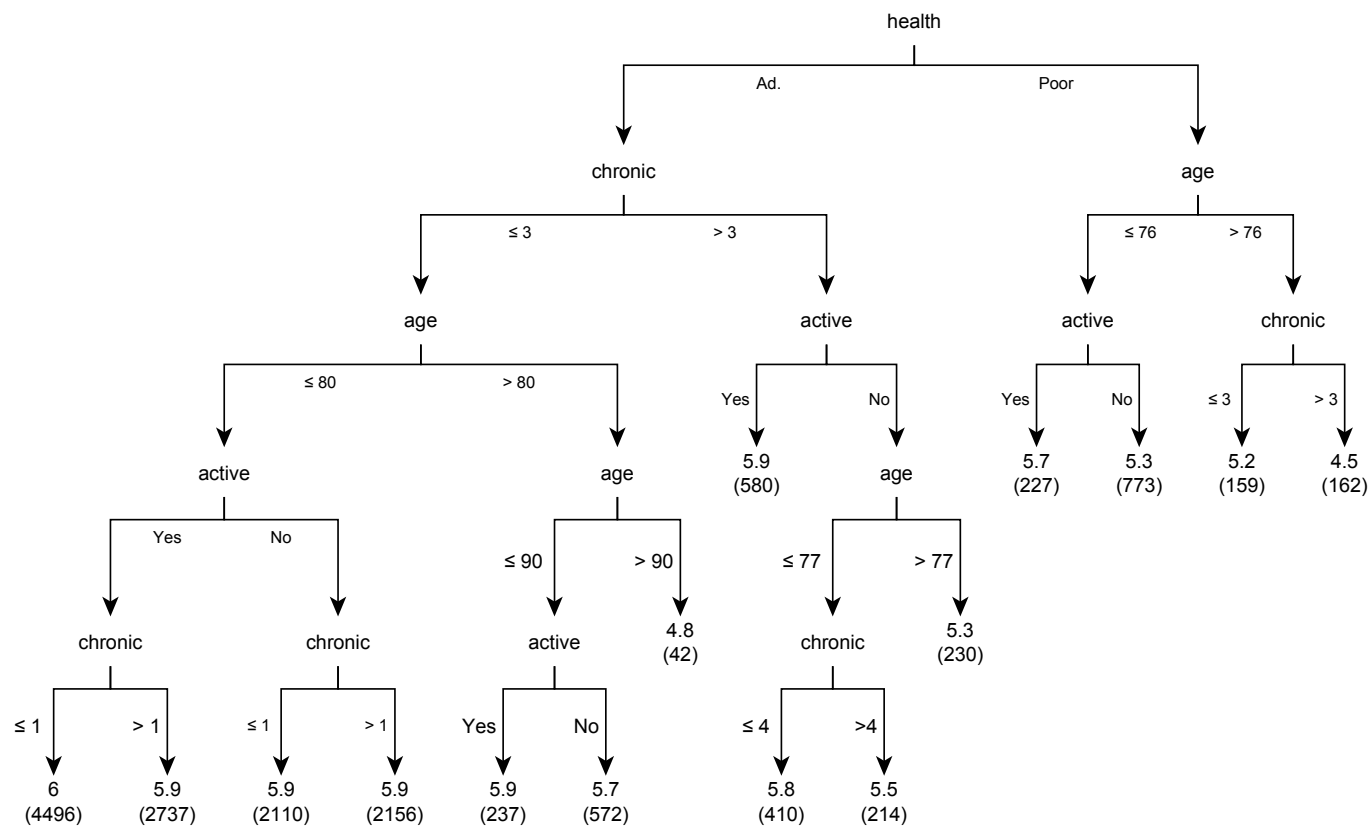 health
Ad.
Poor
chronic
age
≤ 3
> 3
≤ 76
> 76
age
active
active
chronic
≤ 80
> 80
Yes
No
Yes
No
≤ 3
> 3
active
age
5.9
(580)
age
5.7
(227)
5.3
(773)
5.2
(159)
4.5
(162)
Yes
No
≤ 90
> 90
≤ 77
> 77
chronic
chronic
active
4.8
(42)
chronic
5.3
(230)
≤ 1
> 1
≤ 1
> 1
Yes
No
≤ 4
>4
6
(4496)
5.9
(2737)
5.9
(2110)
5.9
(2156)
5.9
(237)
5.7
(572)
5.8
(410)
5.5
(214)